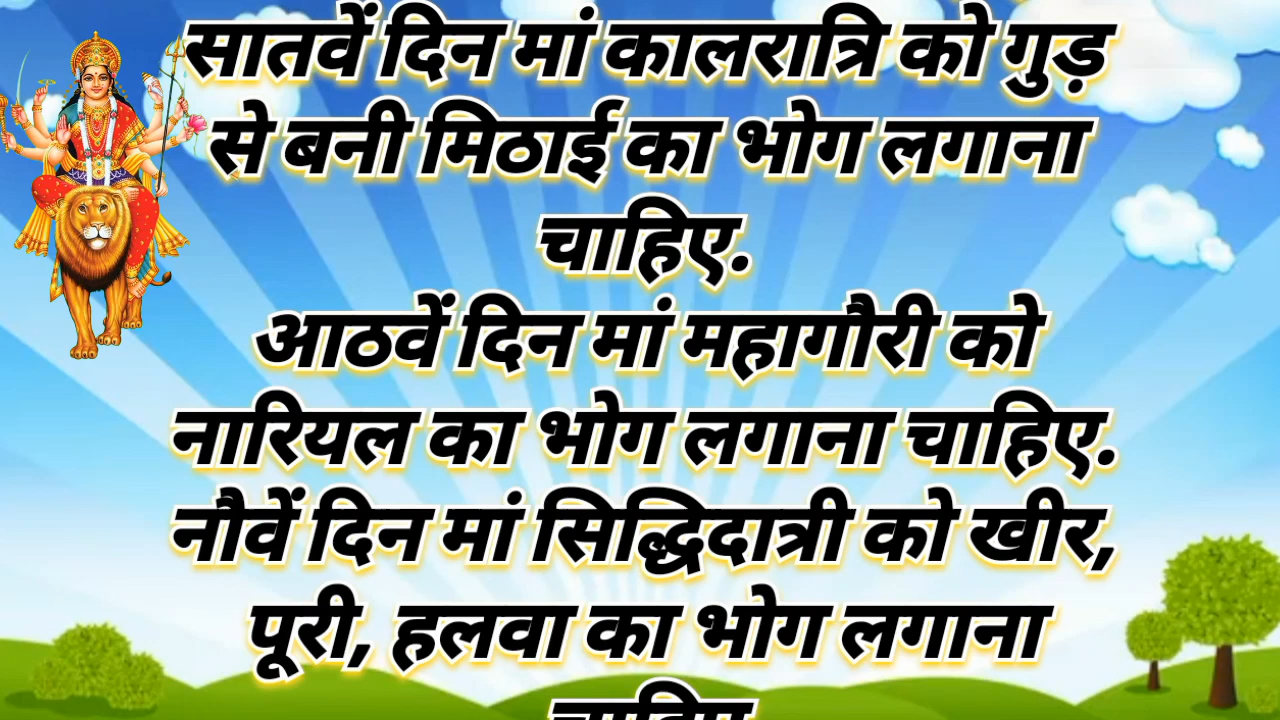 सातवें दिन मां कालरात्रि को गुड़
से बनी मिठाई का भोग लगाना
चाहिए.
आठवें दिन मां महागौरी को
नारियल का भोग लगाना चाहिए.
नौवें दिन मां सिद्धिदात्री को खीर,
पूरी, हलवा का भोग लगाना